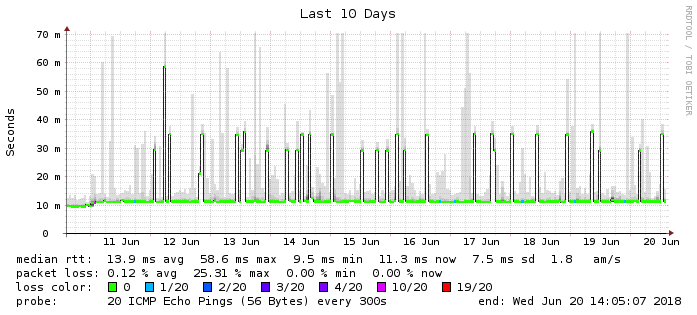 Last 10 Days
RRDTOOL / TOBI OETIKER
Seconds
70 m
60 m
50 m
40 m
30 m
20 m
10 m
0
11 Jun 12 Jun 13 Jun 14 Jun 15 Jun 16 Jun 17 Jun 18 Jun 19 Jun 20 Jun
median rtt: 13.9 ms avg 58.6 ms max 9.5 ms min 11.3 ms now 7.5 ms sd 1.8 am/s
packet loss: 0.12 % avg 25.31 % max 0.00 % min 0.00 % now
loss color: 0 1/20 2/20 3/20 4/20 10/20 19/20
probe: 20 ICMP Echo Pings (56 Bytes) every 300s end: Wed Jun 20 14:05:07 2018